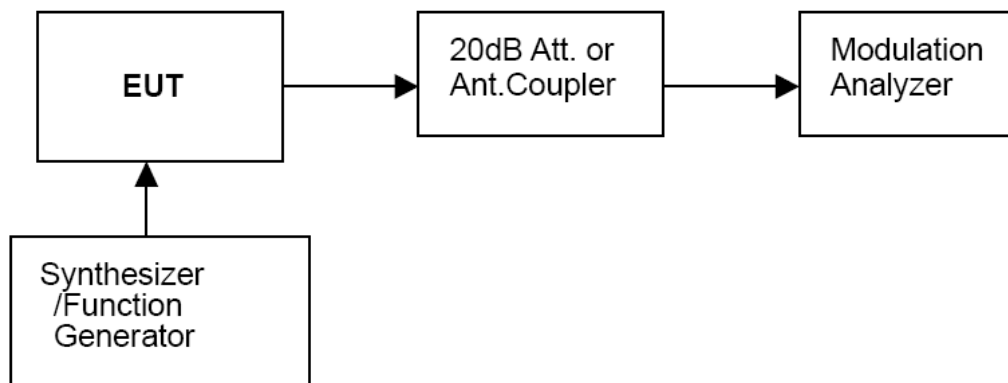 EUT
20dB Att. or
Ant.Coupler
Modulation
Analyzer
Synthesizer
/Function
Generator